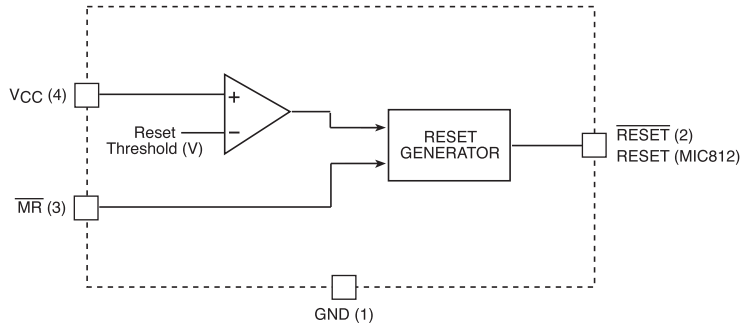 VCC (4)
+
−
Reset
Threshold (V)
RESET
GENERATOR
RESET (2)
RESET (MIC812)
MR (3)
GND (1)